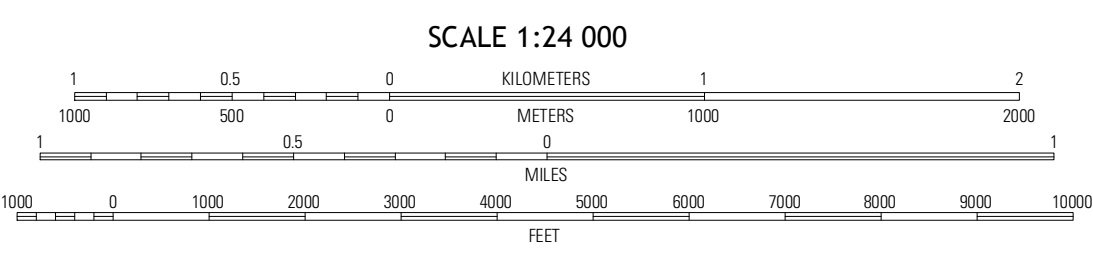 SCALE 1:24 000
1 0.5 0 KILOMETERS 1 2
1000 500 0 METERS 1000 2000
1 0.5 0 1
MILES
1000 0 1000 2000 3000 4000 5000 6000 7000 8000 9000 10000
FEET